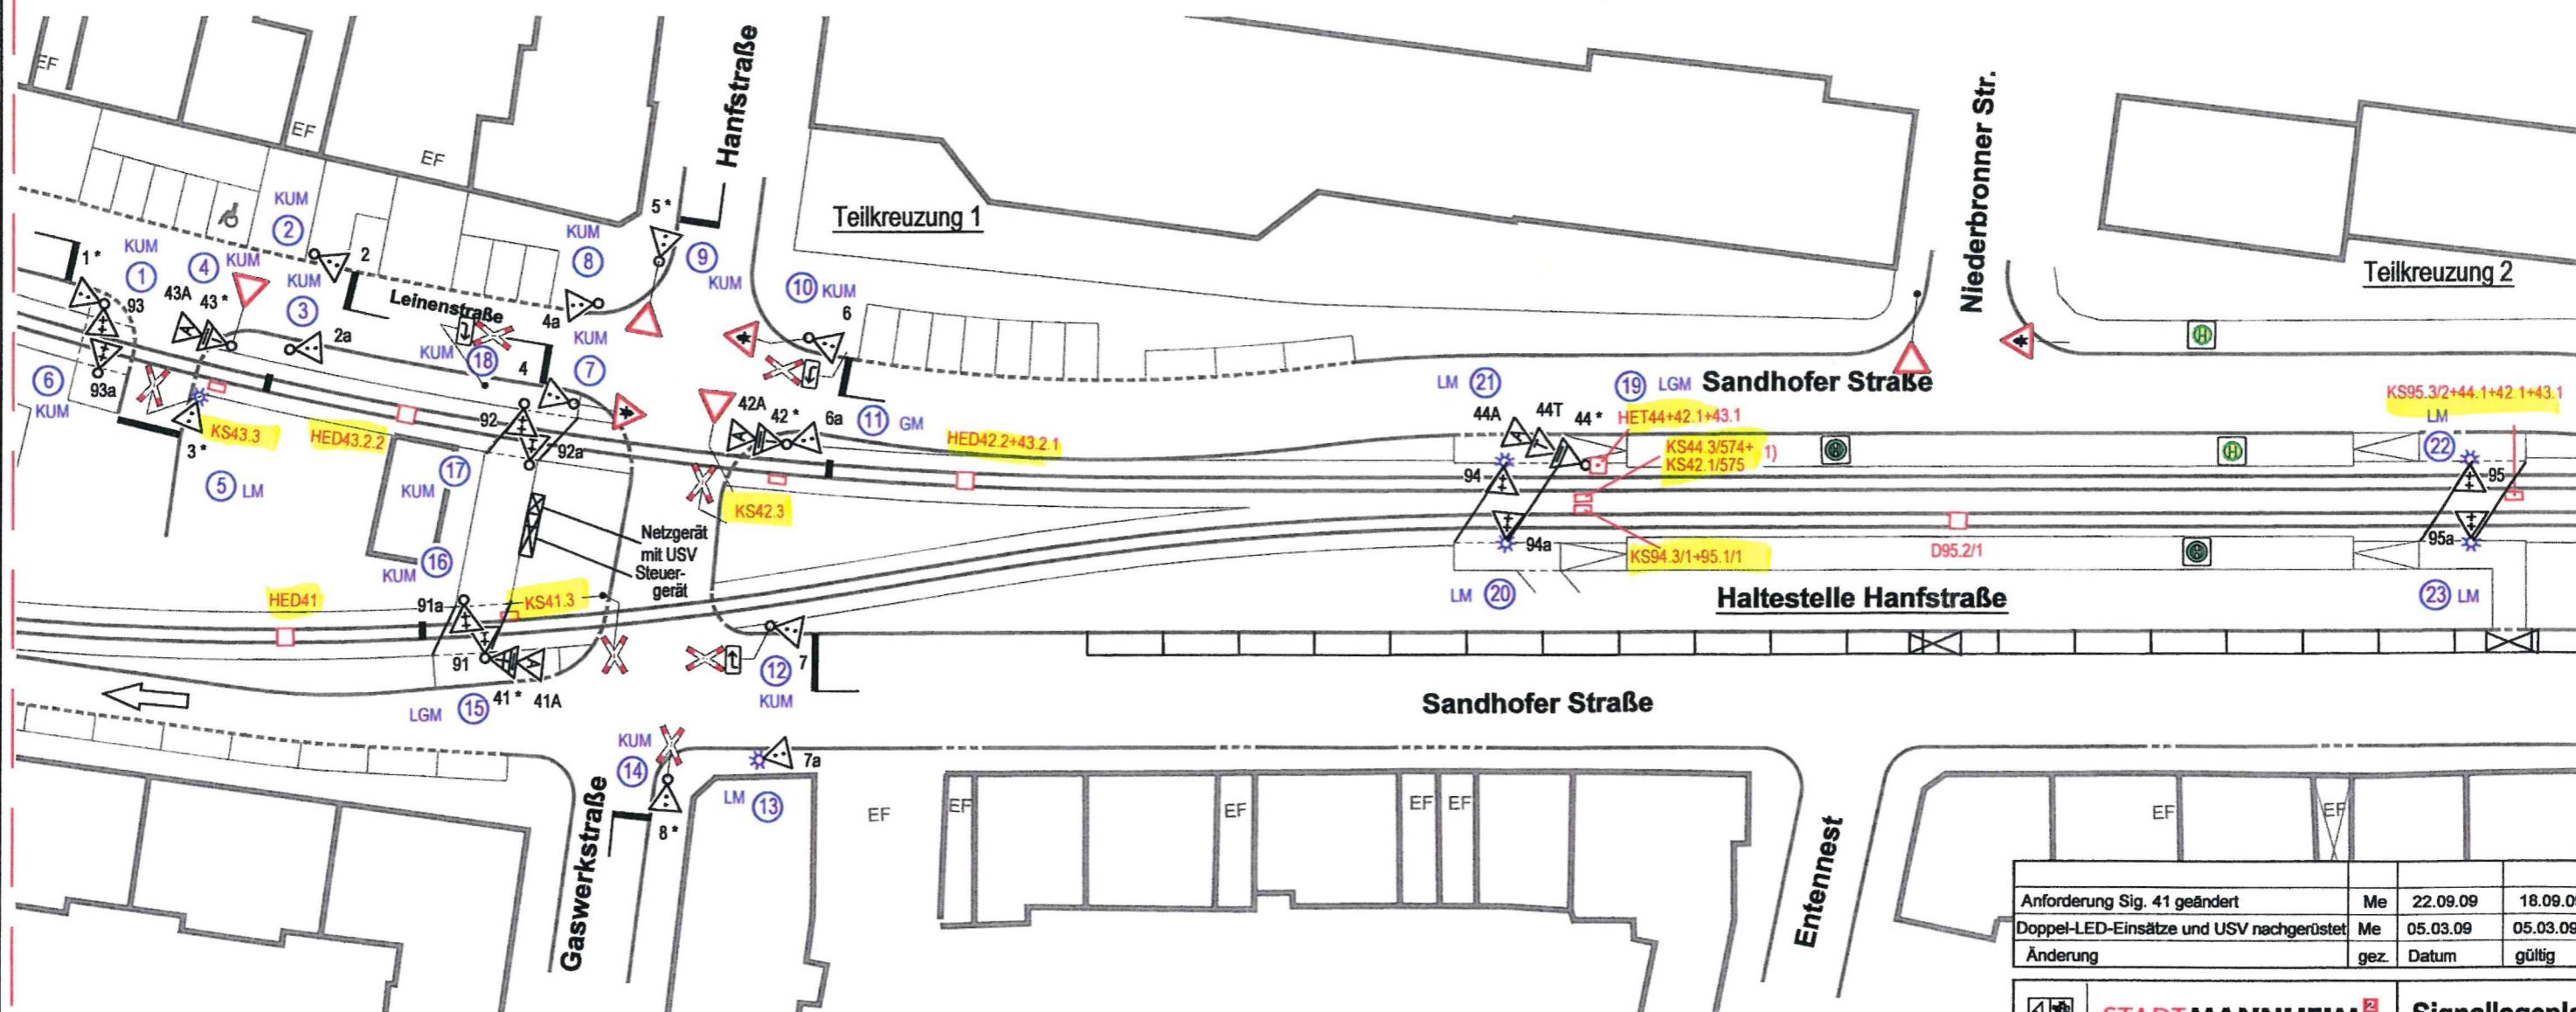 EF
EF
EF
Hanfstraße
Niederbronner Str.
Teilkreuzung 1
Teilkreuzung 2
KUM
2
2
5 *
KUM
8
9
KUM
1 *
KUM
1
4
KUM
KUM
3
43A
43 *
93
Leinenstraße
4a
10
KUM
6
2a
KUM
18
KUM
7
4
6
KUM
93a
3 *
KS43.3
HED43.2.2
92
92a
42A
42 *
6a
11
GM
HED42.2+43.2.1
KS42.3
5
LM
17
KUM
16
KUM
Netzgerät
mit USV
Steuer-
gerät
HED41
91a
KS41.3
91
LGM
15
41 *
41A
12
7
KUM
KUM
14
7a
LM
13
8 *
Gaswerkstraße
LM
21
19
LGM
Sandhofer Straße
44A
44T
44 *
HET44+42.1+43.1
KS44.3/574+
KS42.1/575
1)
94
94a
KS94.3/1+95.1/1
LM
20
H
H
H
H
D95.2/1
Haltestelle Hanfstraße
KS95.3/2+44.1+42.1+43.1
LM
22
95
95a
23
LM
Sandhofer Straße
EF
EF
EF
EF
EF
EF
EF
Entennest
Anforderung Sig. 41 geändert Me 22.09.09 18.09.09
Doppel-LED-Einsätze und USV nachgerüstet Me 05.03.09 05.03.09
Änderung gez. Datum gültig
STADTMANNHEIM2
Signallageplan